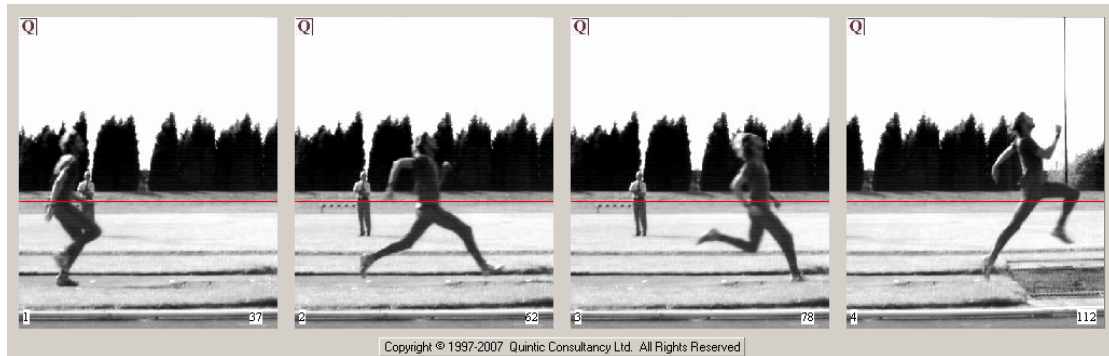 Q Q Q Q
1 37 2 62 3 78 4 112
Copyright © 1997-2007 Quintic Consultancy Ltd. All Rights Reserved